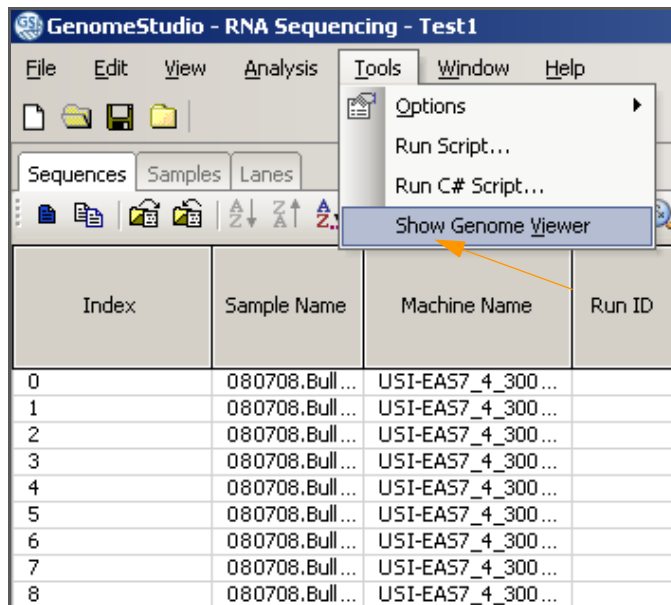 GenomeStudio - RNA Sequencing - Test1
File Edit View Analysis Tools Window Help
Options
Run Script...
Run C# Script...
Show Genome Viewer
Sequences Samples Lanes
Index Sample Name Machine Name Run ID
0 080708.Bull... USI-EAS7_4_300...
1 080708.Bull... USI-EAS7_4_300...
2 080708.Bull... USI-EAS7_4_300...
3 080708.Bull... USI-EAS7_4_300...
4 080708.Bull... USI-EAS7_4_300...
5 080708.Bull... USI-EAS7_4_300...
6 080708.Bull... USI-EAS7_4_300...
7 080708.Bull... USI-EAS7_4_300...
8 080708.Bull... USI-EAS7_4_300...